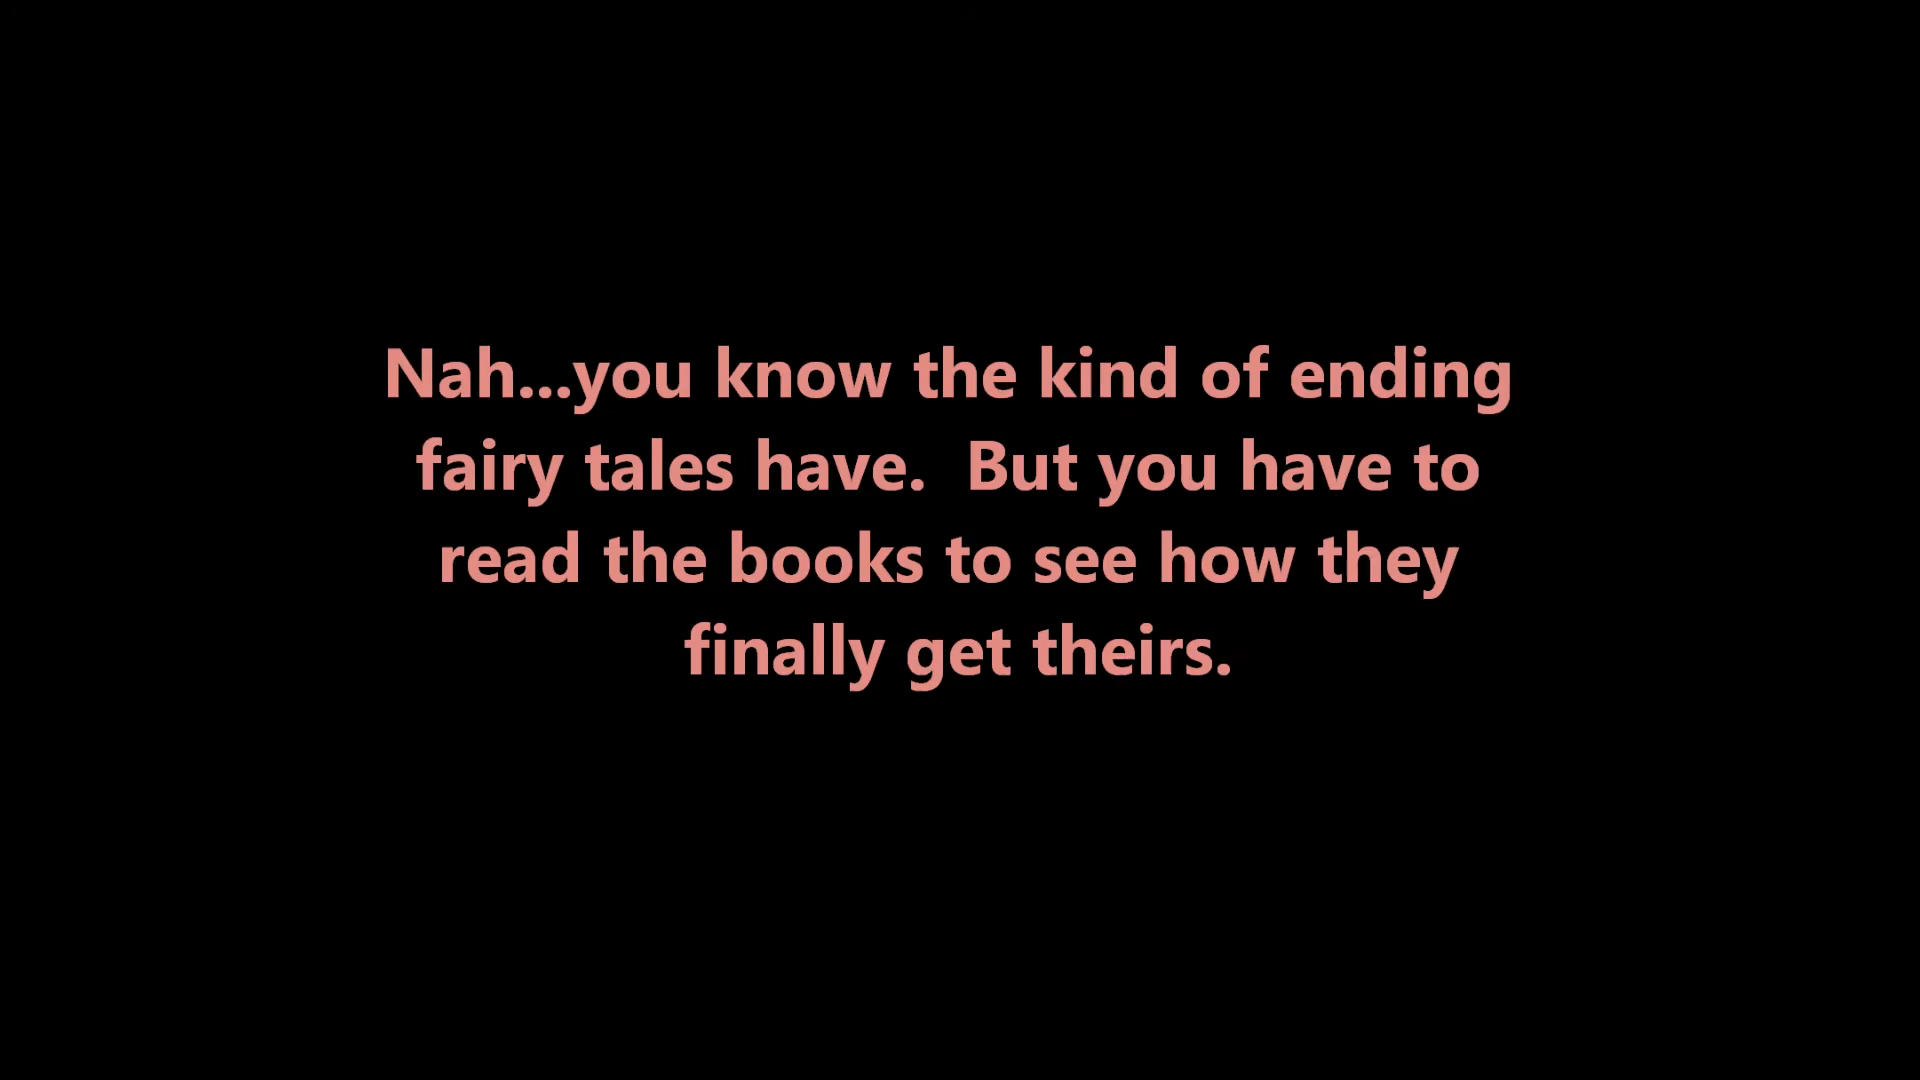 Nah...you know the kind of ending
fairy tales have.  But you have to
read the books to see how they
finally get theirs.